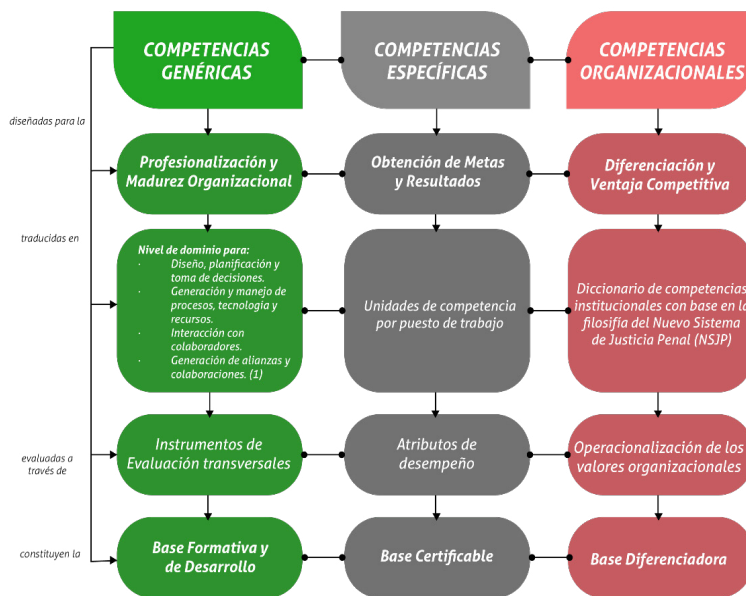 COMPETENCIAS
GENÉRICAS
COMPETENCIAS
ESPECÍFICAS
COMPETENCIAS
ORGANIZACIONALES
diseñadas para la
Profesionalización y
Madurez Organizacional
Obtención de Metas
y Resultados
Diferenciación y
Ventaja Competitiva
traducidas en
Nivel de dominio para:
· Diseño, planificación y
toma de decisiones.
· Generación y manejo de
procesos, tecnología y
recursos.
· Interacción con
colaboradores.
· Generación de alianzas y
colaboraciones. (1)
Unidades de competencia
por puesto de trabajo
Diccionario de competencias
institucionales con base en la
filosifía del Nuevo Sistema
de Justicia Penal (NSJP)
evaluadas a
través de
Instrumentos de
Evaluación transversales
Atributos de
desempeño
Operacionalización de los
valores organizacionales
constituyen la
Base Formativa y
de Desarrollo
Base Certificable
Base Diferenciadora